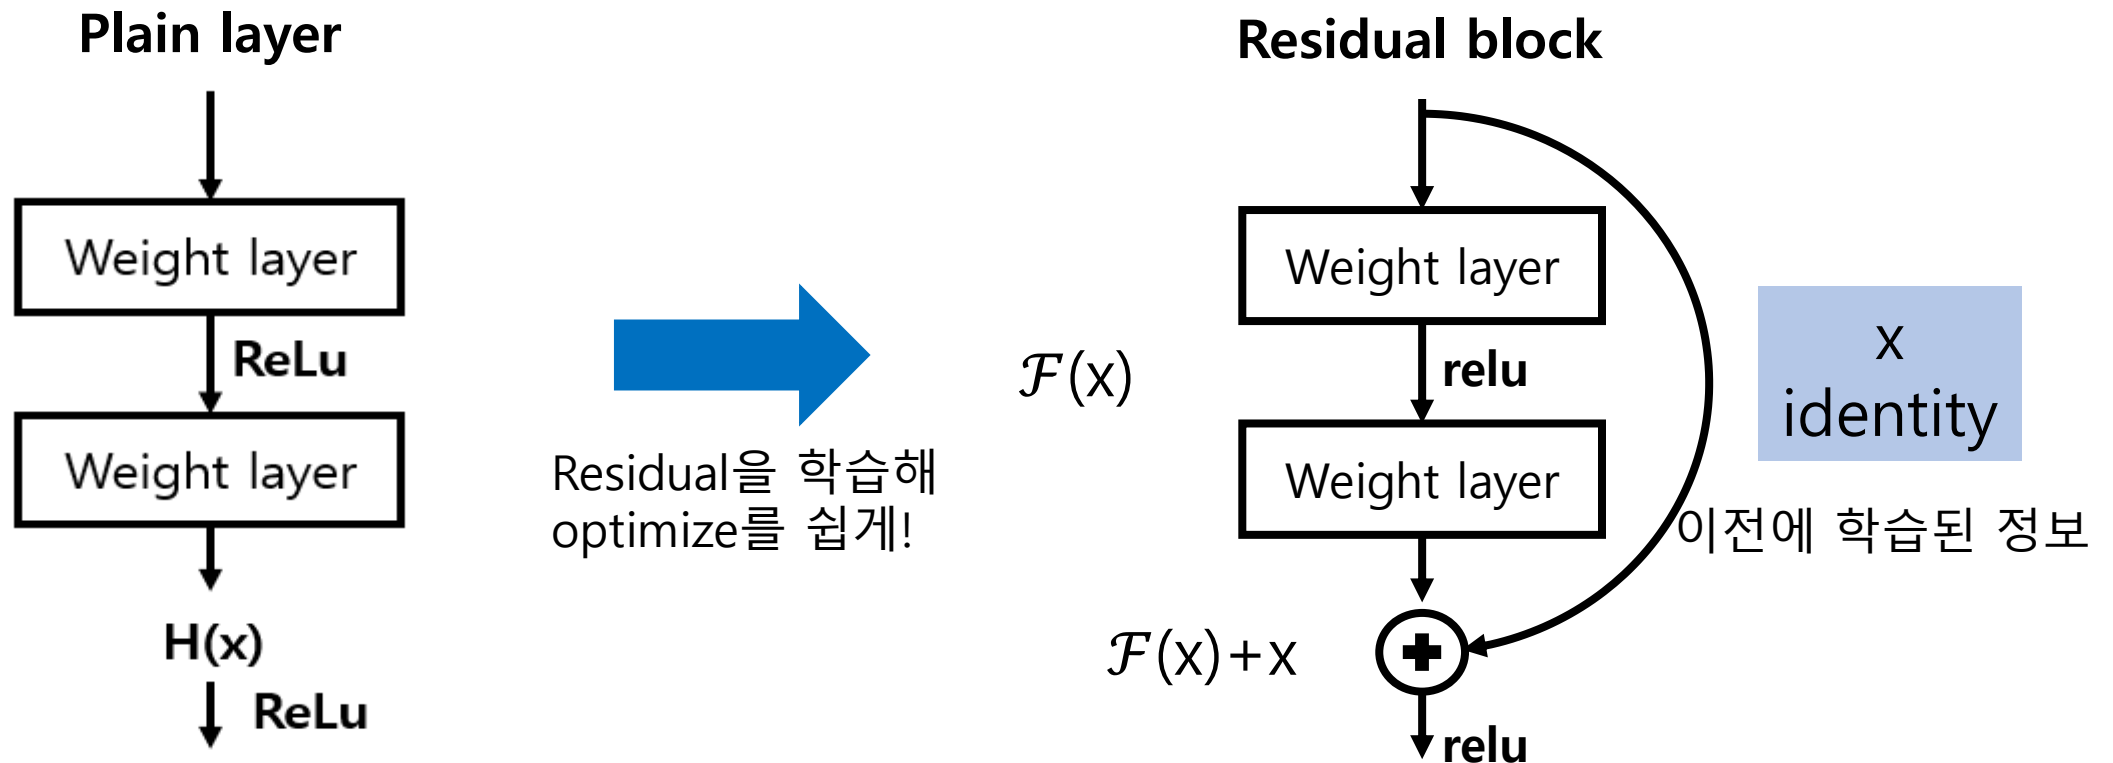 Plain layer
Weight layer
ReLu
Weight layer
H(x)
ReLu
Residual을 학습해
optimize를 쉽게!
Residual block
Weight layer
ℱ(x)
relu
Weight layer
x
identity
이전에 학습된 정보
ℱ(x)+x
relu